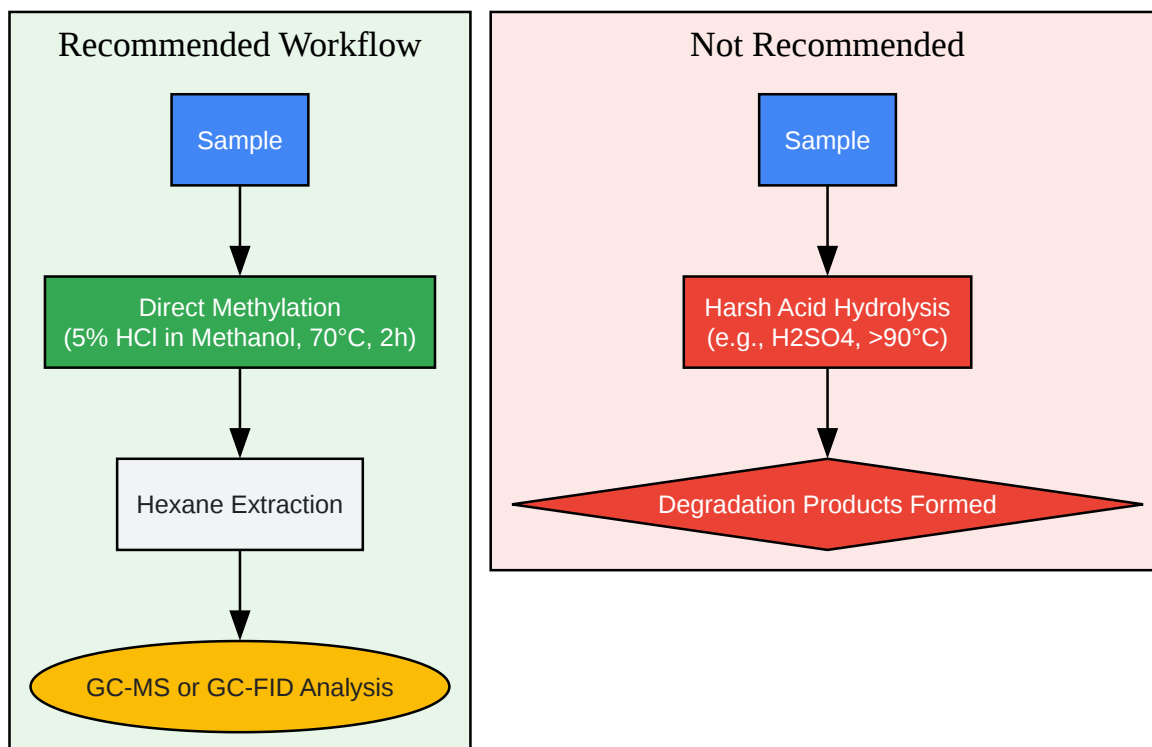 Recommended Workflow
Sample
Direct Methylation
(5% HCl in Methanol, 70°C, 2h)
Hexane Extraction
GC-MS or GC-FID Analysis
Not Recommended
Sample
Harsh Acid Hydrolysis
(e.g., H2SO4, >90°C)
Degradation Products Formed